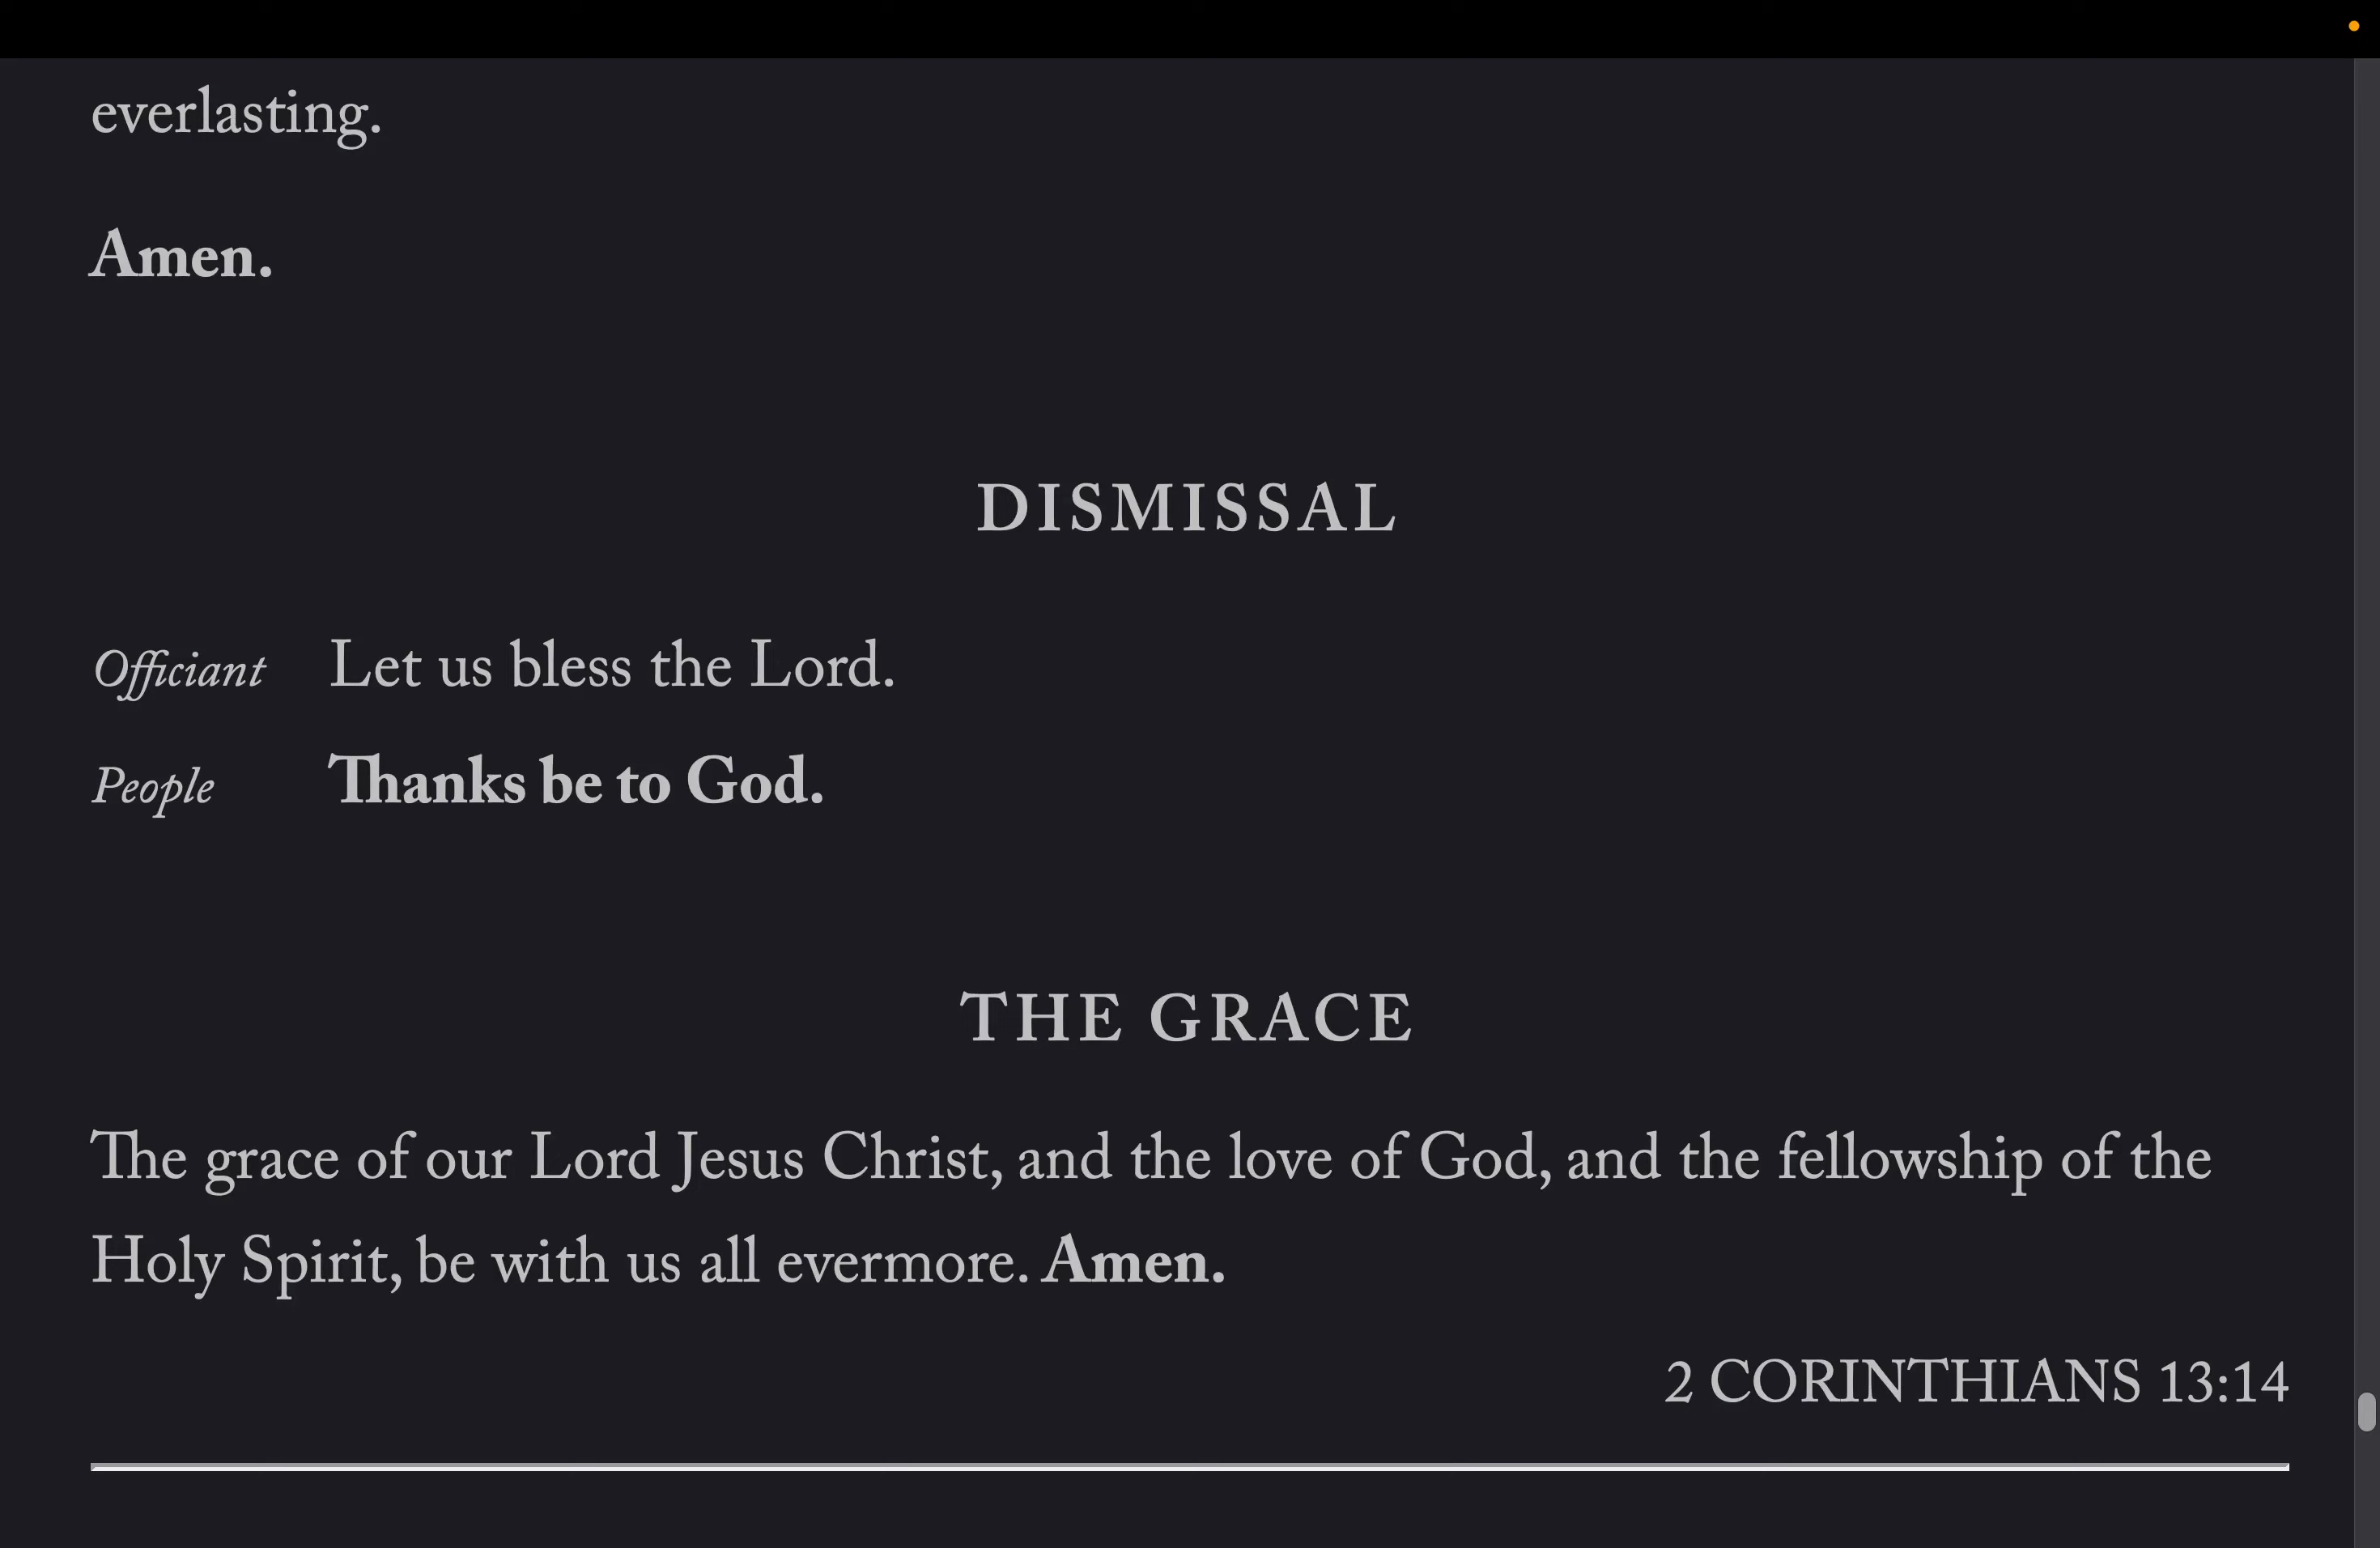 everlasting.
Amen.
DISMISSAL
Officiant Let us bless the Lord.
People Thanks be to God.
THE GRACE
The grace of our Lord Jesus Christ, and the love of God, and the fellowship of the
Holy Spirit, be with us all evermore. Amen.
2 CORINTHIANS 13:14